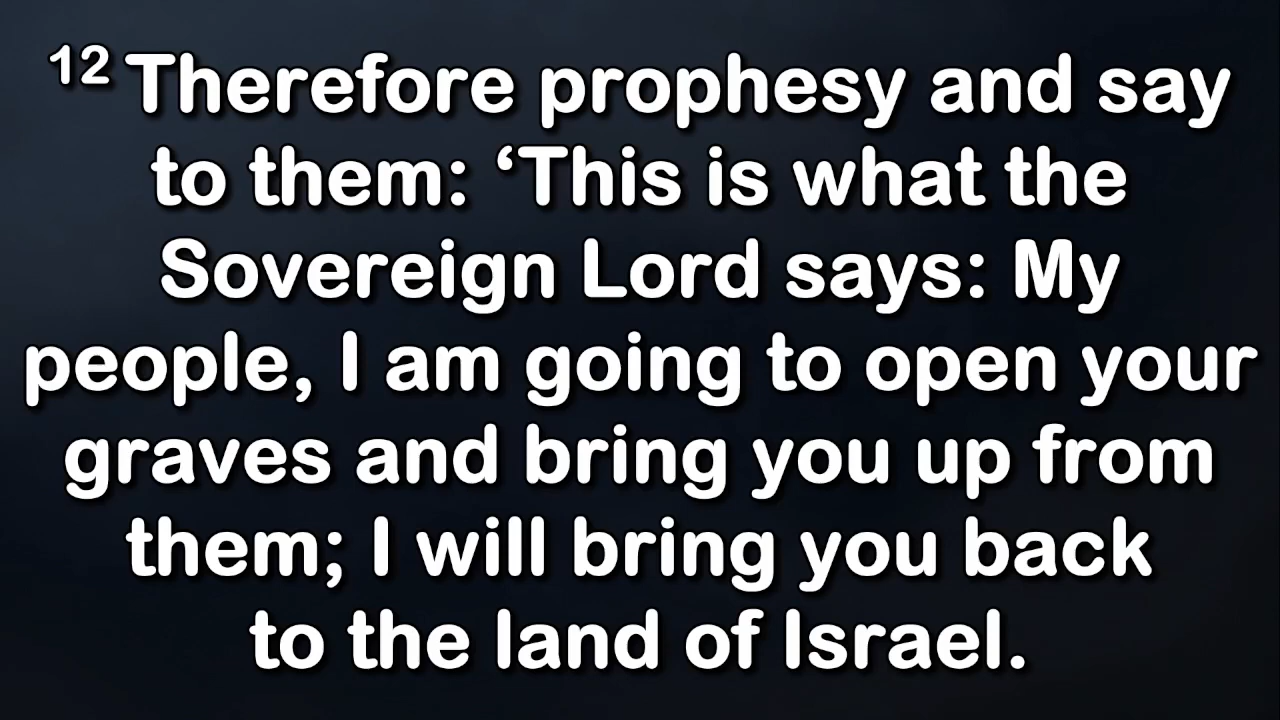 ¹² Therefore prophesy and say
to them: ‘This is what the
Sovereign Lord says: My
people, I am going to open your
graves and bring you up from
them; I will bring you back
to the land of Israel.